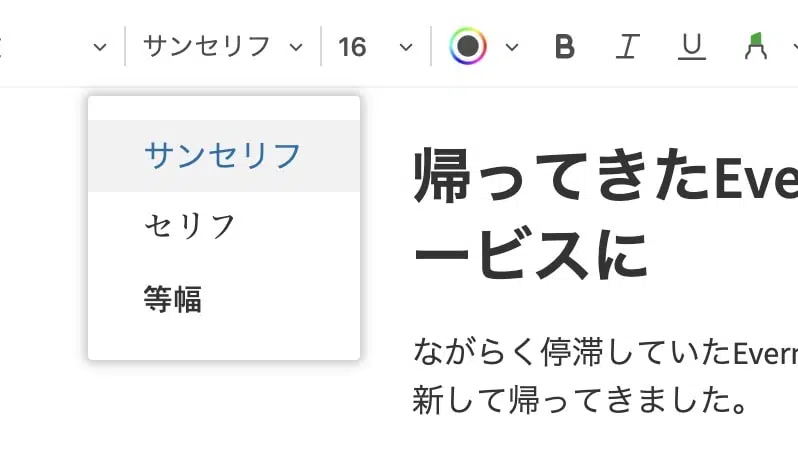 サンセリフ 16 B I U
サンセリフ
セリフ
等幅
帰ってきたEve
ービスに
ながらく停滞していたEvern
新して帰ってきました。